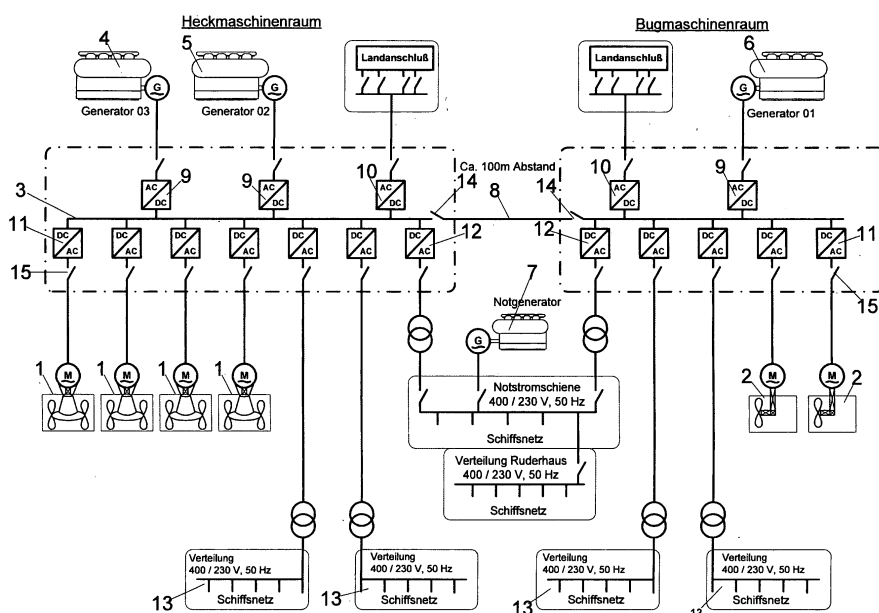 Heckmaschinenraum
Bugmaschinenraum
4
5
6
Landanschluß
Landanschluß
G
G
G
Generator 03
Generator 02
Generator 01
Ca. 100m Abstand
3
AC
DC
9
AC
DC
9
10
AC
DC
14
8
14
10
AC
DC
9
AC
DC
11
DC
AC
DC
AC
DC
AC
DC
AC
DC
AC
DC
AC
DC
AC
12
12
DC
AC
DC
AC
DC
AC
DC
AC
DC
AC
11
15
7
15
Notgenerator
G
1
M
1
M
1
M
1
M
M
2
M
2
Notstromschiene
400 / 230 V, 50 Hz
Schiffsnetz
Verteilung Ruderhaus
400 / 230 V, 50 Hz
Schiffsnetz
Verteilung
400 / 230 V, 50 Hz
13
Schiffsnetz
Verteilung
400 / 230 V, 50 Hz
13
Schiffsnetz
Verteilung
400 / 230 V, 50 Hz
13
Schiffsnetz
Verteilung
400 / 230 V, 50 Hz
13
Schiffsnetz